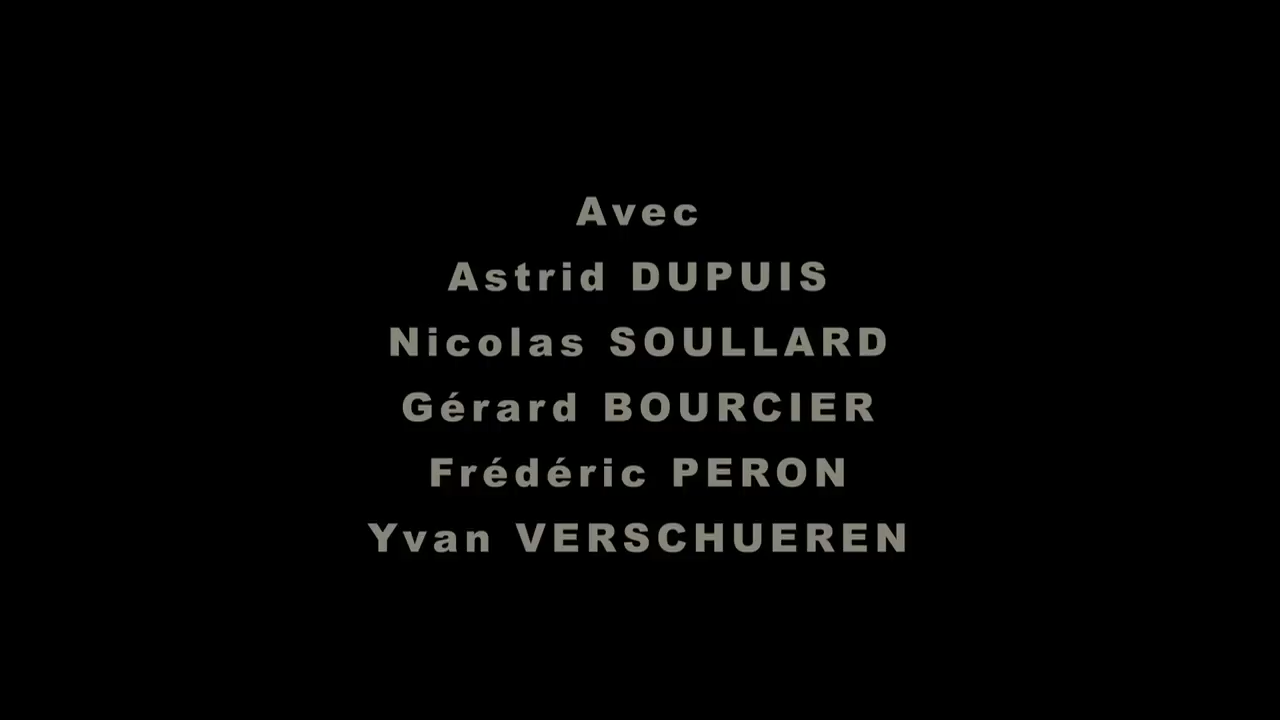 Avec
Astrid DUPUIS
Nicolas SOULLARD
Gérard BOURCIER
Frédéric PERON
Yvan VERSCHUEREN